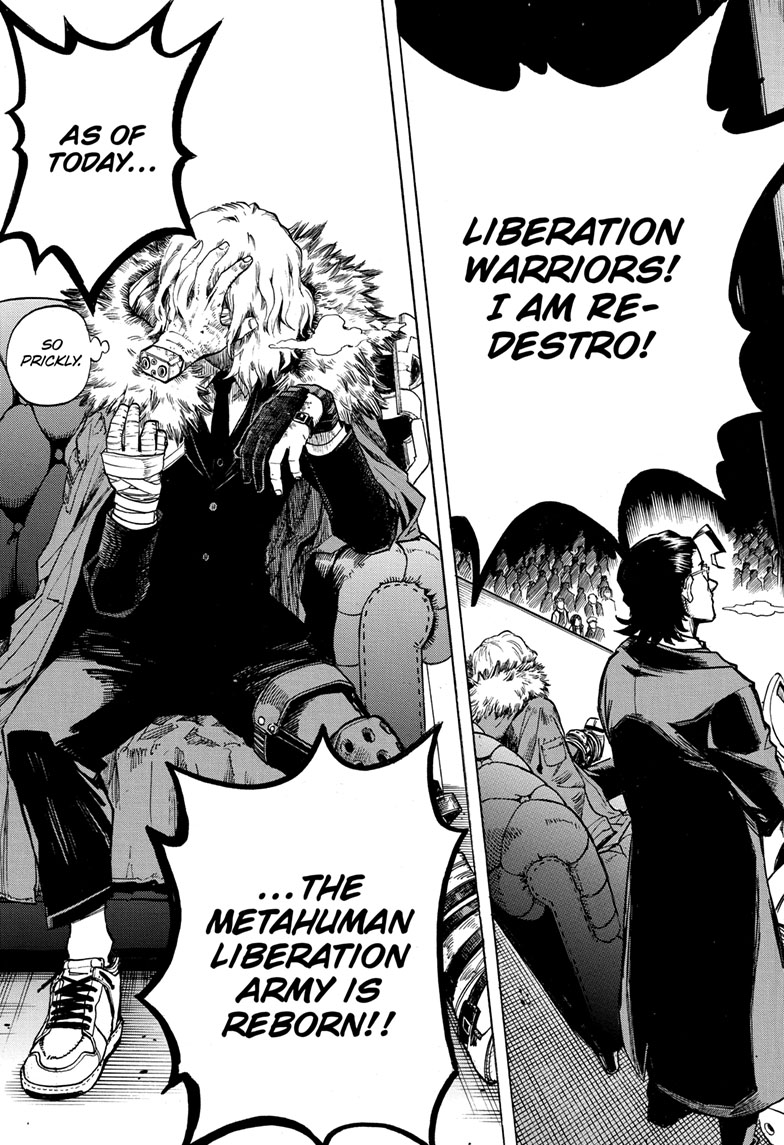 LIBERATION
WARRIORS!
I AM RE-
DESTRO!
AS OF
TODAY...
SO
PRICKLY.
...THE
METAHUMAN
LIBERATION
ARMY IS
REBORN!!